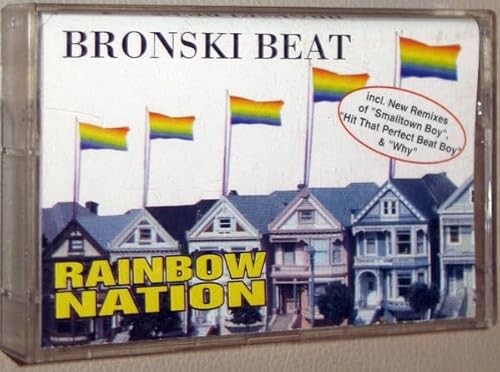 BRONSKI BEAT
incl. New Remixes
of "Smalltown Boy",
"Hit That Perfect Beat Boy"
& "Why"
RAINBOW
NATION